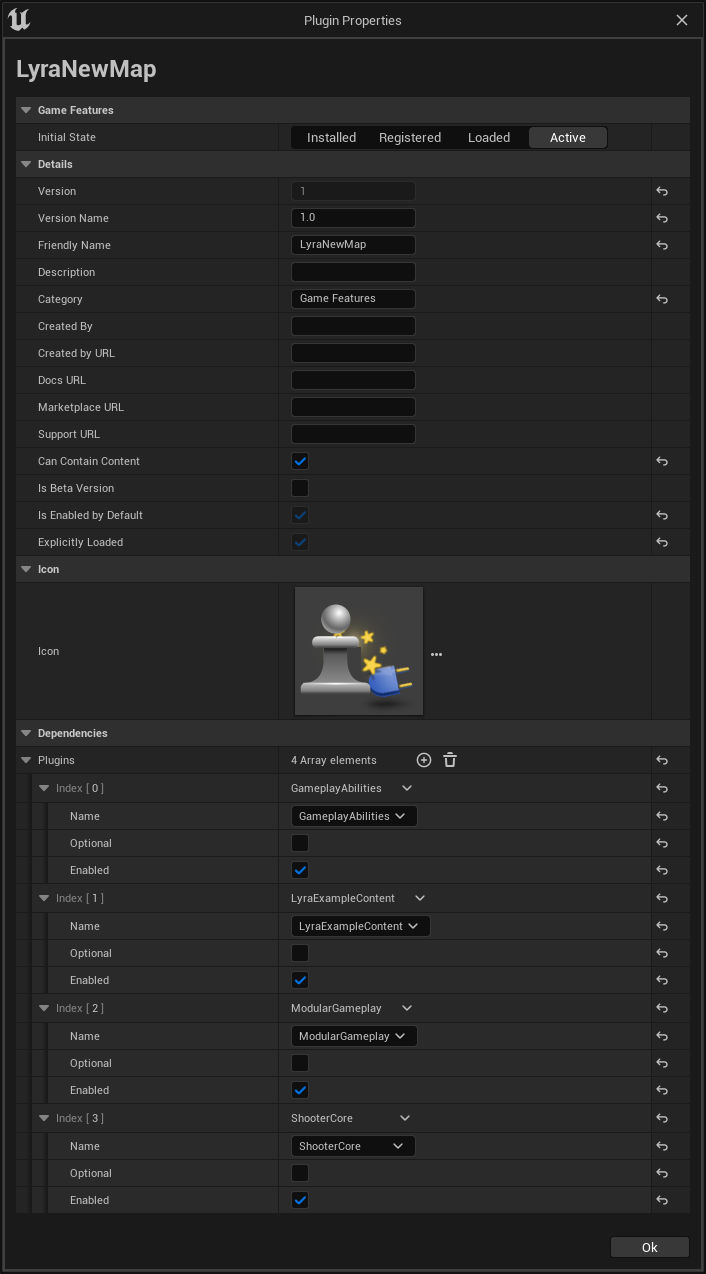 Plugin Properties
LyraNewMap
Game Features
Initial State Installed Registered Loaded Active
Details
Version 1
Version Name 1.0
Friendly Name LyraNewMap
Description
Category Game Features
Created By
Created by URL
Docs URL
Marketplace URL
Support URL
Can Contain Content
Is Beta Version
Is Enabled by Default
Explicitly Loaded
Icon
Icon
Dependencies
Plugins 4 Array elements
Index [ 0 ] GameplayAbilities
Name GameplayAbilities
Optional
Enabled
Index [ 1 ] LyraExampleContent
Name LyraExampleContent
Optional
Enabled
Index [ 2 ] ModularGameplay
Name ModularGameplay
Optional
Enabled
Index [ 3 ] ShooterCore
Name ShooterCore
Optional
Enabled
Ok